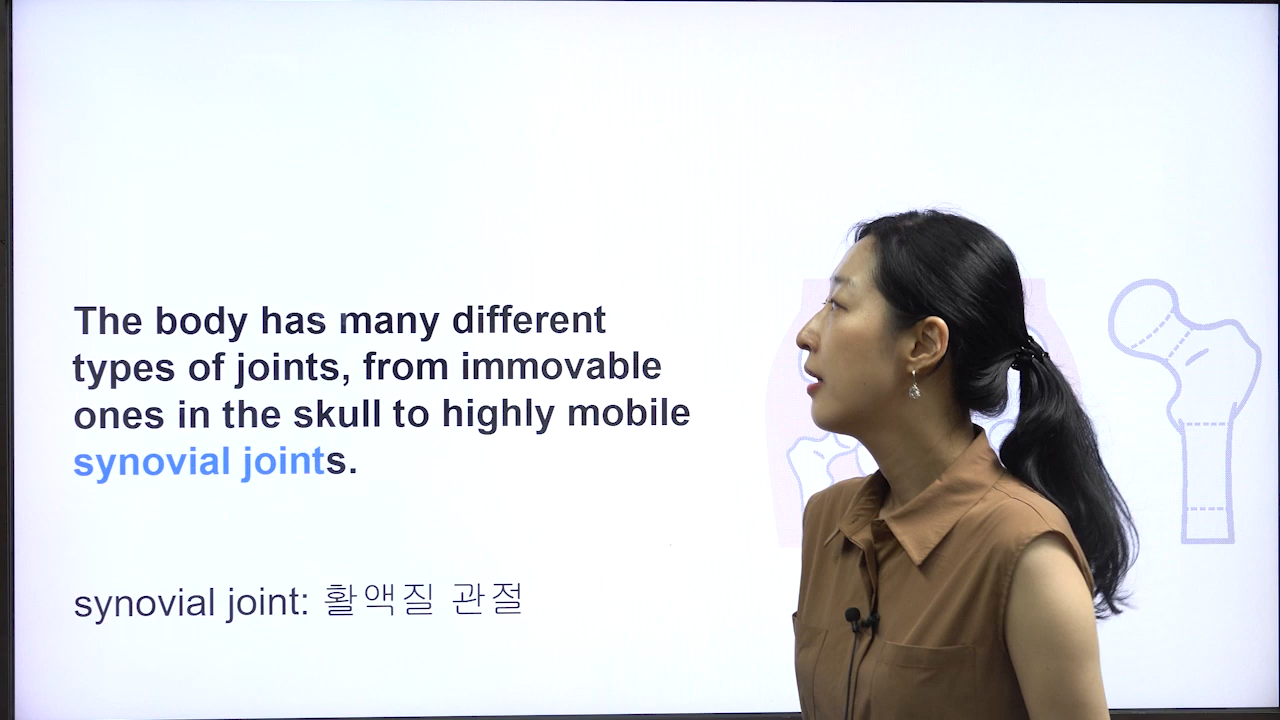 The body has many different
types of joints, from immovable
ones in the skull to highly mobile
synovial joints.
synovial joint: 활액질 관절